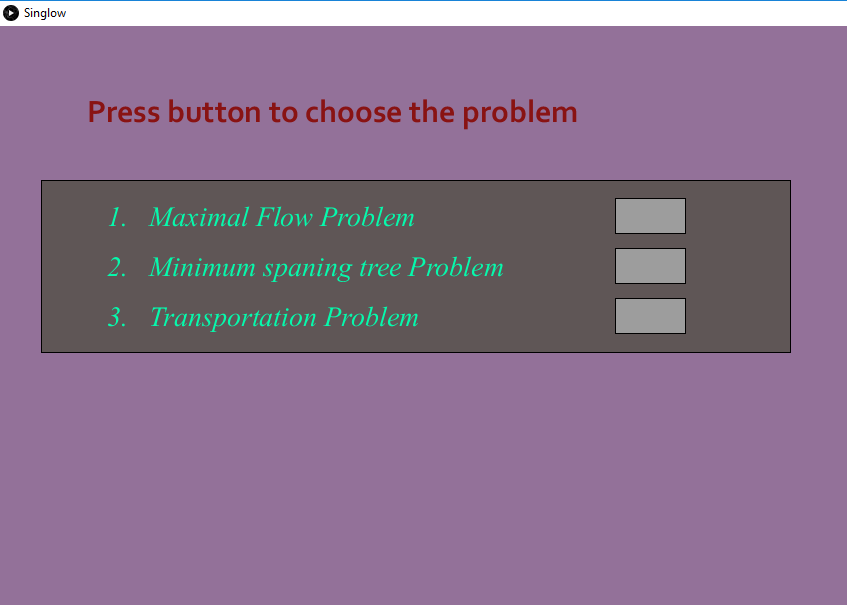 Singlow
Press button to choose the problem
1. Maximal Flow Problem
2. Minimum spaning tree Problem
3. Transportation Problem